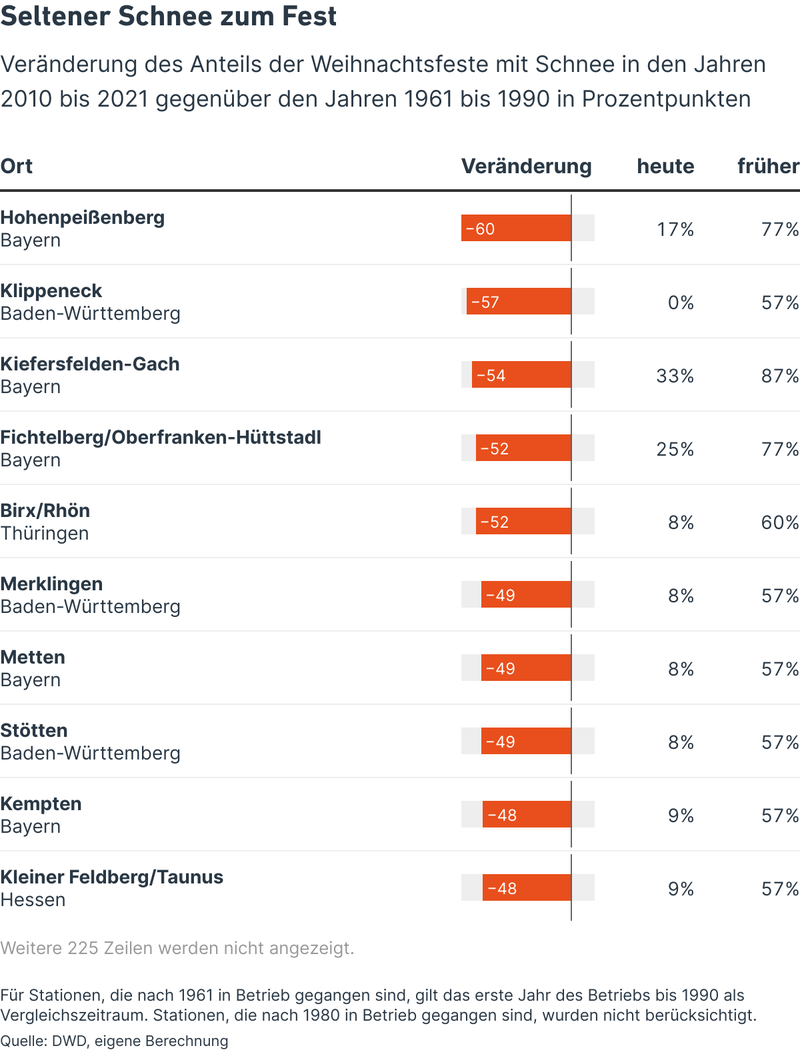 Seltener Schnee zum Fest
Veränderung des Anteils der Weihnachtsfeste mit Schnee in den Jahren
2010 bis 2021 gegenüber den Jahren 1961 bis 1990 in Prozentpunkten
Ort Veränderung heute früher
Hohenpeißenberg
Bayern
−60 17% 77%
Klippeneck
Baden-Württemberg
−57 0% 57%
Kiefersfelden-Gach
Bayern
−54 33% 87%
Fichtelberg/Oberfranken-Hüttstadl
Bayern
−52 25% 77%
Birx/Rhön
Thüringen
−52 8% 60%
Merklingen
Baden-Württemberg
−49 8% 57%
Metten
Bayern
−49 8% 57%
Stötten
Baden-Württemberg
−49 8% 57%
Kempten
Bayern
−48 9% 57%
Kleiner Feldberg/Taunus
Hessen
−48 9% 57%
Weitere 225 Zeilen werden nicht angezeigt.
Für Stationen, die nach 1961 in Betrieb gegangen sind, gilt das erste Jahr des Betriebs bis 1990 als
Vergleichszeitraum. Stationen, die nach 1980 in Betrieb gegangen sind, wurden nicht berücksichtigt.
Quelle: DWD, eigene Berechnung